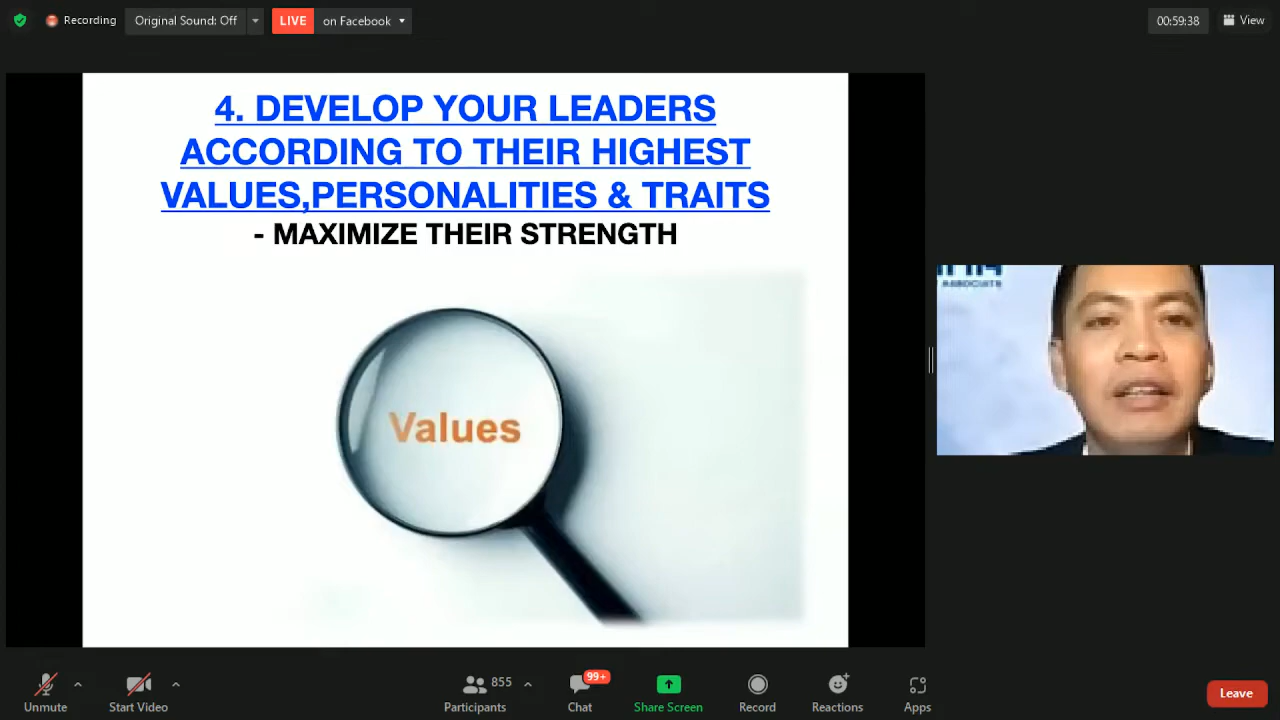 Recording
Original Sound: Off
LIVE on Facebook
00:59:38
View
4. DEVELOP YOUR LEADERS
ACCORDING TO THEIR HIGHEST
VALUES,PERSONALITIES & TRAITS
- MAXIMIZE THEIR STRENGTH
Values
ASSOCIATE
Unmute
Start Video
855
Participants
99+
Chat
Share Screen
Record
Reactions
Apps
Leave